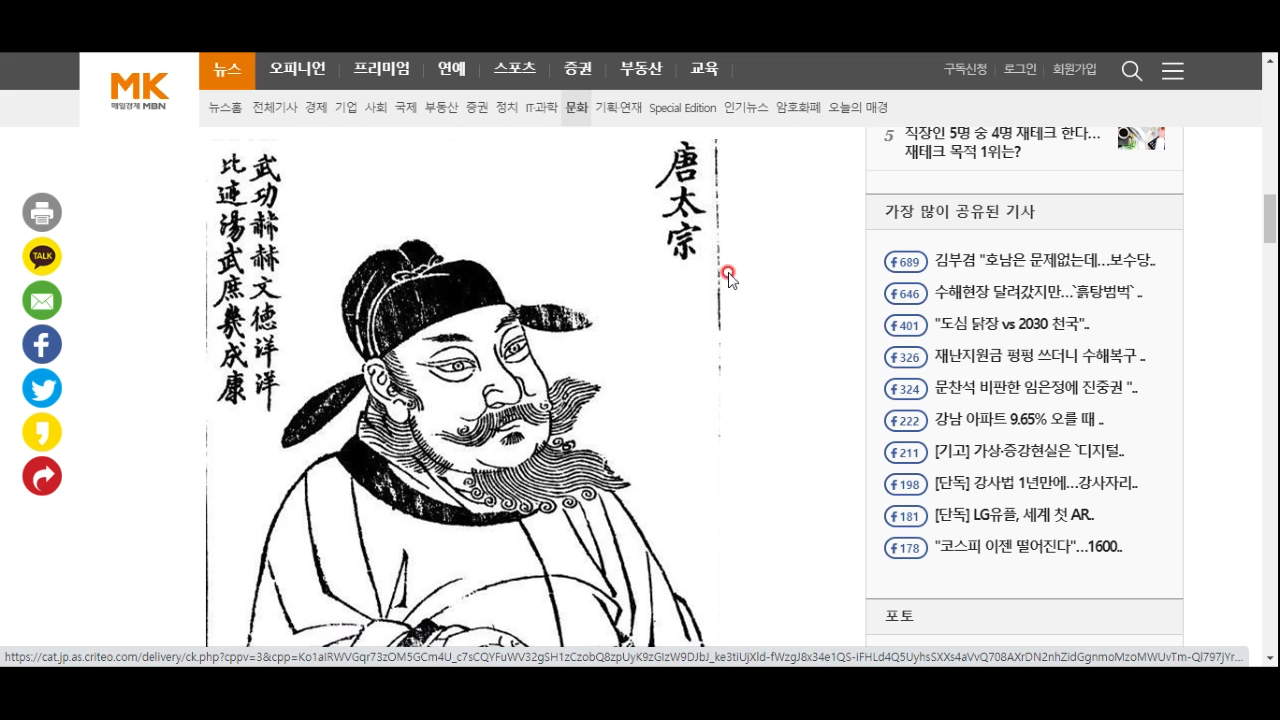 MK
매일경제 MBN
뉴스 오피니언 프리미엄 연예 스포츠 증권 부동산 교육
구독신청 로그인 회원가입
뉴스홈 전체기사 경제 기업 사회 국제 부동산 증권 정치 IT·과학 문화 기획·연재 Special Edition 인기뉴스 암호화폐 오늘의 매경
TALK
唐太宗
武功赫赫文德洋洋
比迹湯武庶幾成康
5 직장인 5명 중 4명 재테크 한다...
재테크 목적 1위는?
가장 많이 공유된 기사
f 689 김부겸 "호남은 문제없는데...보수당..
f 646 수해현장 달려갔지만...`흙탕범벅` ..
f 401 "도심 닭장 vs 2030 천국"..
f 326 재난지원금 펑펑 쓰더니 수해복구 ..
f 324 문찬석 비판한 임은정에 진중권 "..
f 222 강남 아파트 9.65% 오를 때 ..
f 211 [기고] 가상·증강현실은 `디지털..
f 198 [단독] 강사법 1년만에...강사자리..
f 181 [단독] LG유플, 세계 첫 AR..
f 178 "코스피 이젠 떨어진다"...1600..
포토